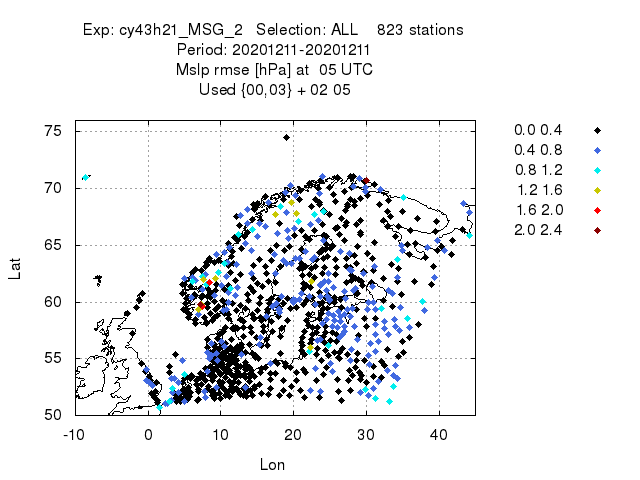 Exp: cy43h21_MSG_2 Selection: ALL 823 stations
Period: 20201211-20201211
Mslp rmse [hPa] at 05 UTC
Used {00,03} + 02 05
75
70
65
60
55
50
-10 0 10 20 30 40
Lat
Lon
0.0 0.4
0.4 0.8
0.8 1.2
1.2 1.6
1.6 2.0
2.0 2.4